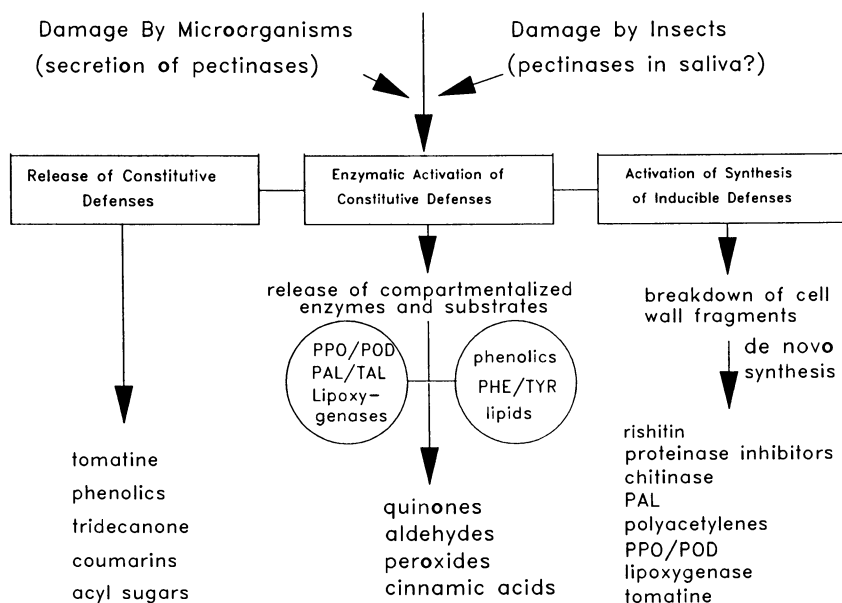 Damage By Microorganisms
(secretion of pectinases)
Damage by Insects
(pectinases in saliva?)
Release of Constitutive
Defenses
Enzymatic Activation of
Constitutive Defenses
Activation of Synthesis
of Inducible Defenses
release of compartmentalized
enzymes and substrates
PPO/POD
PAL/TAL
Lipoxy-
genases
phenolics
PHE/TYR
lipids
breakdown of cell
wall fragments
de novo
synthesis
tomatine
phenolics
tridecanone
coumarins
acyl sugars
quinones
aldehydes
peroxides
cinnamic acids
rishitin
proteinase inhibitors
chitinase
PAL
polyacetylenes
PPO/POD
lipoxygenase
tomatine